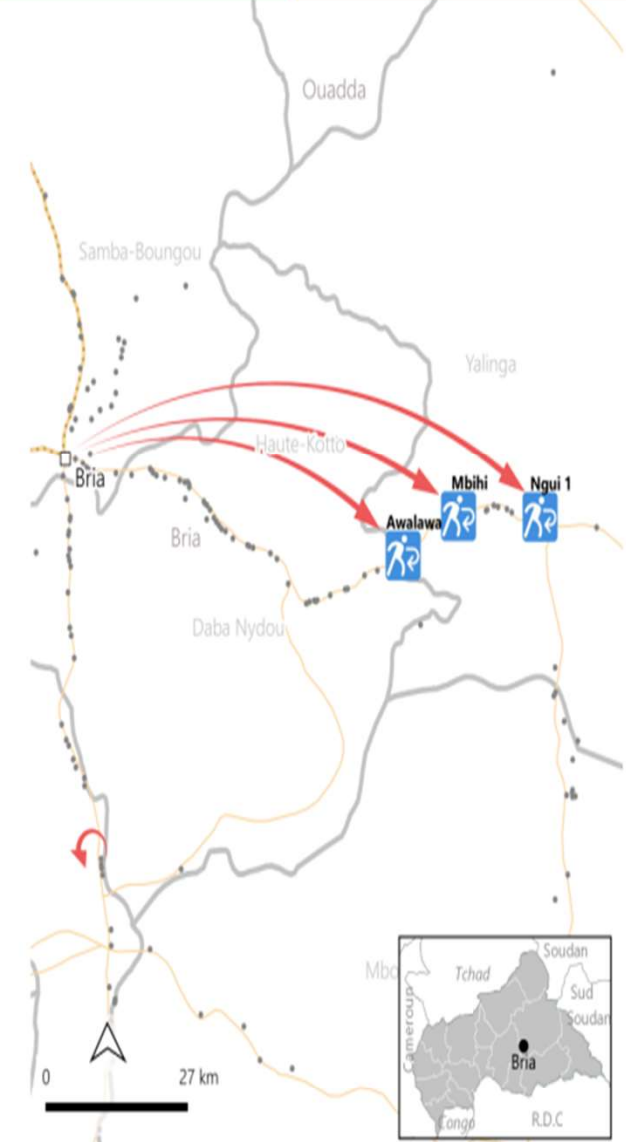 Ouadda
Samba-Boungou
Yalinga
Haute-Kotto
Bria
Mbihi
Ngui 1
Awalawa
Bria
Daba Nydou
Mbo
Soudan
Tchad
Sud
Soudan
Cameroun
Bria
Congo
R.D.C
0 27 km